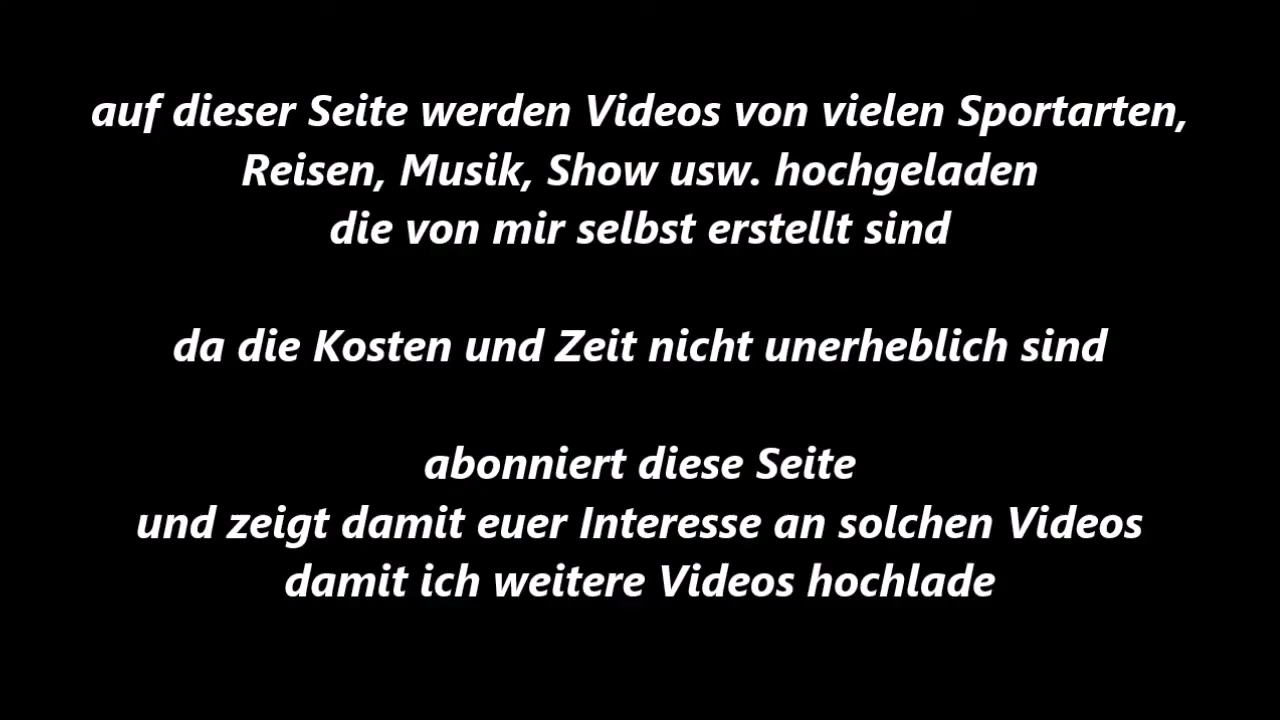 auf dieser Seite werden Videos von vielen Sportarten,
Reisen, Musik, Show usw. hochgeladen
die von mir selbst erstellt sind
da die Kosten und Zeit nicht unerheblich sind
abonniert diese Seite
und zeigt damit euer Interesse an solchen Videos
damit ich weitere Videos hochlade